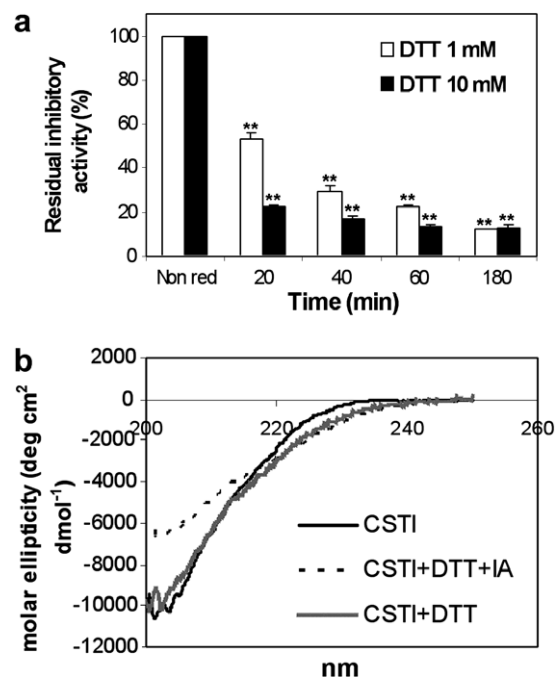 a
100
80
60
40
20
0
Residual inhibitory
activity (%)
DTT 1 mM
DTT 10 mM
**
**
**
**
**
**
** **
Non red 20 40 60 180
Time (min)
b
2000
0
-2000
-4000
-6000
-8000
-10000
-12000
200 220 240 260
molar ellipticity (deg cm2
dmol-1)
CSTI
CSTI+DTT+IA
CSTI+DTT
nm